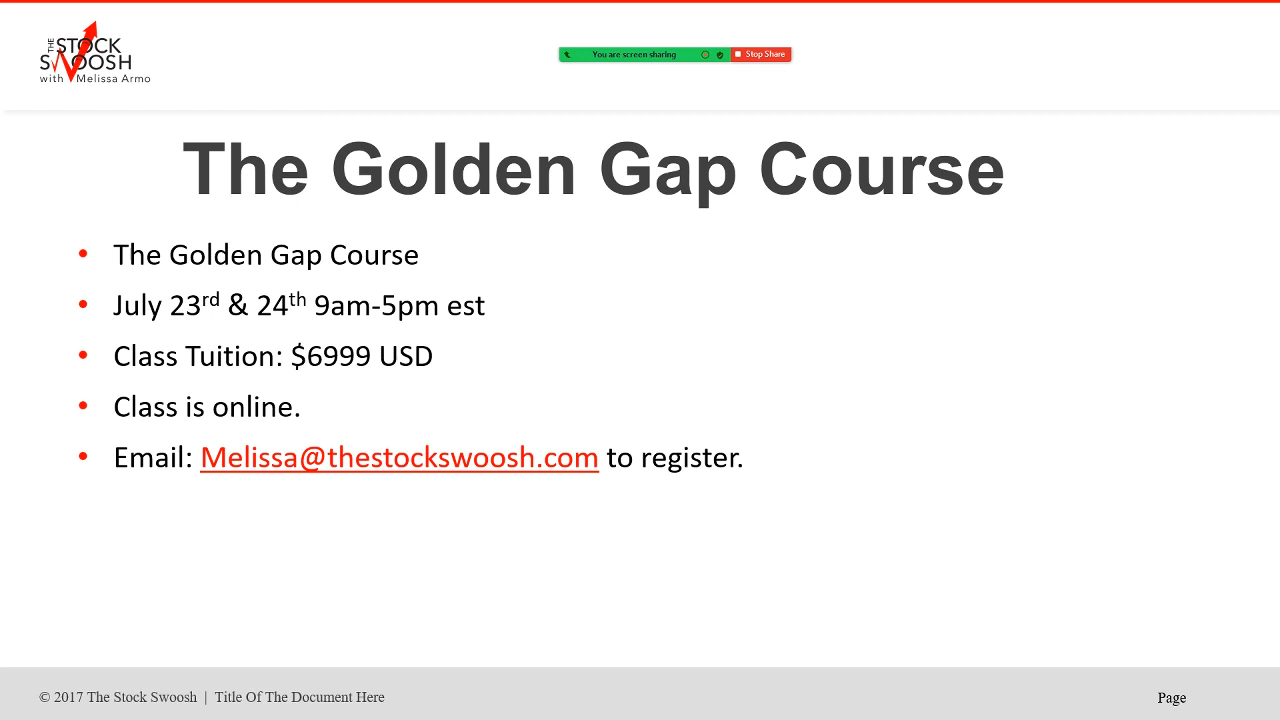 THE STOCK
SWOOSH
with Melissa Armo
You are screen sharing
Stop Share
The Golden Gap Course
• The Golden Gap Course
• July 23rd & 24th 9am-5pm est
• Class Tuition: $6999 USD
• Class is online.
• Email: Melissa@thestockswoosh.com to register.
© 2017 The Stock Swoosh | Title Of The Document Here
Page